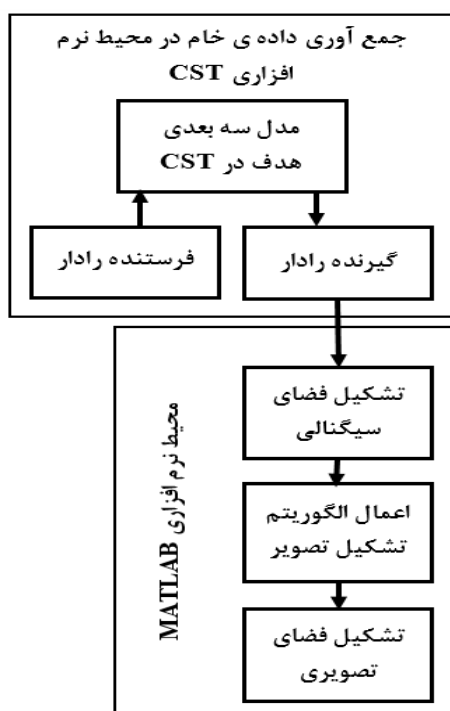 جمع آوری داده ی خام در محیط نرم
افزاری CST
مدل سه بعدی
هدف در CST
فرستنده رادار
گیرنده رادار
محیط نرم افزاری MATLAB
تشکیل فضای
سیگنالی
اعمال الگوریتم
تشکیل تصویر
تشکیل فضای
تصویری